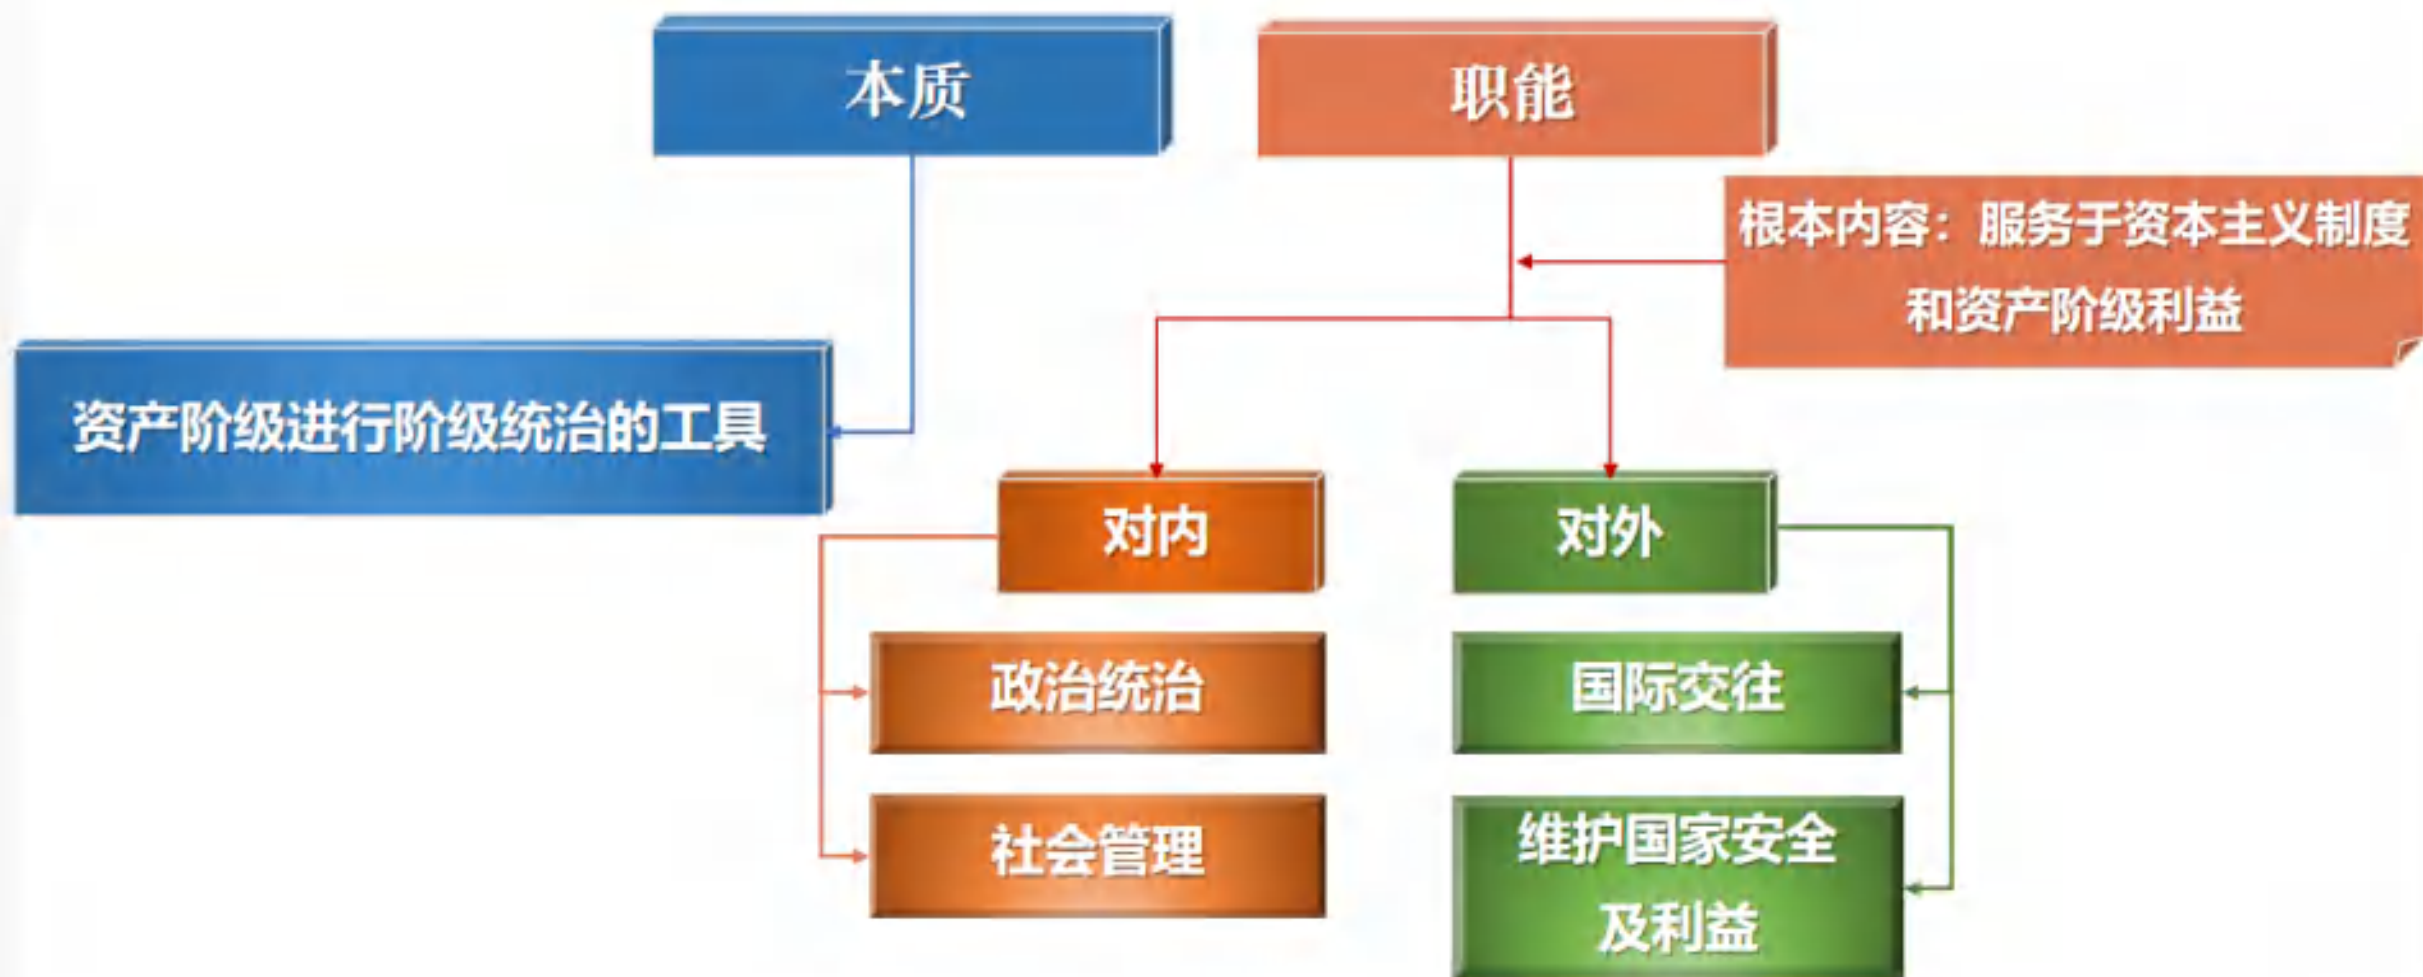 本质
职能
根本内容：服务于资本主义制度
和资产阶级利益
资产阶级进行阶级统治的工具
对内
对外
政治统治
国际交往
社会管理
维护国家安全
及利益